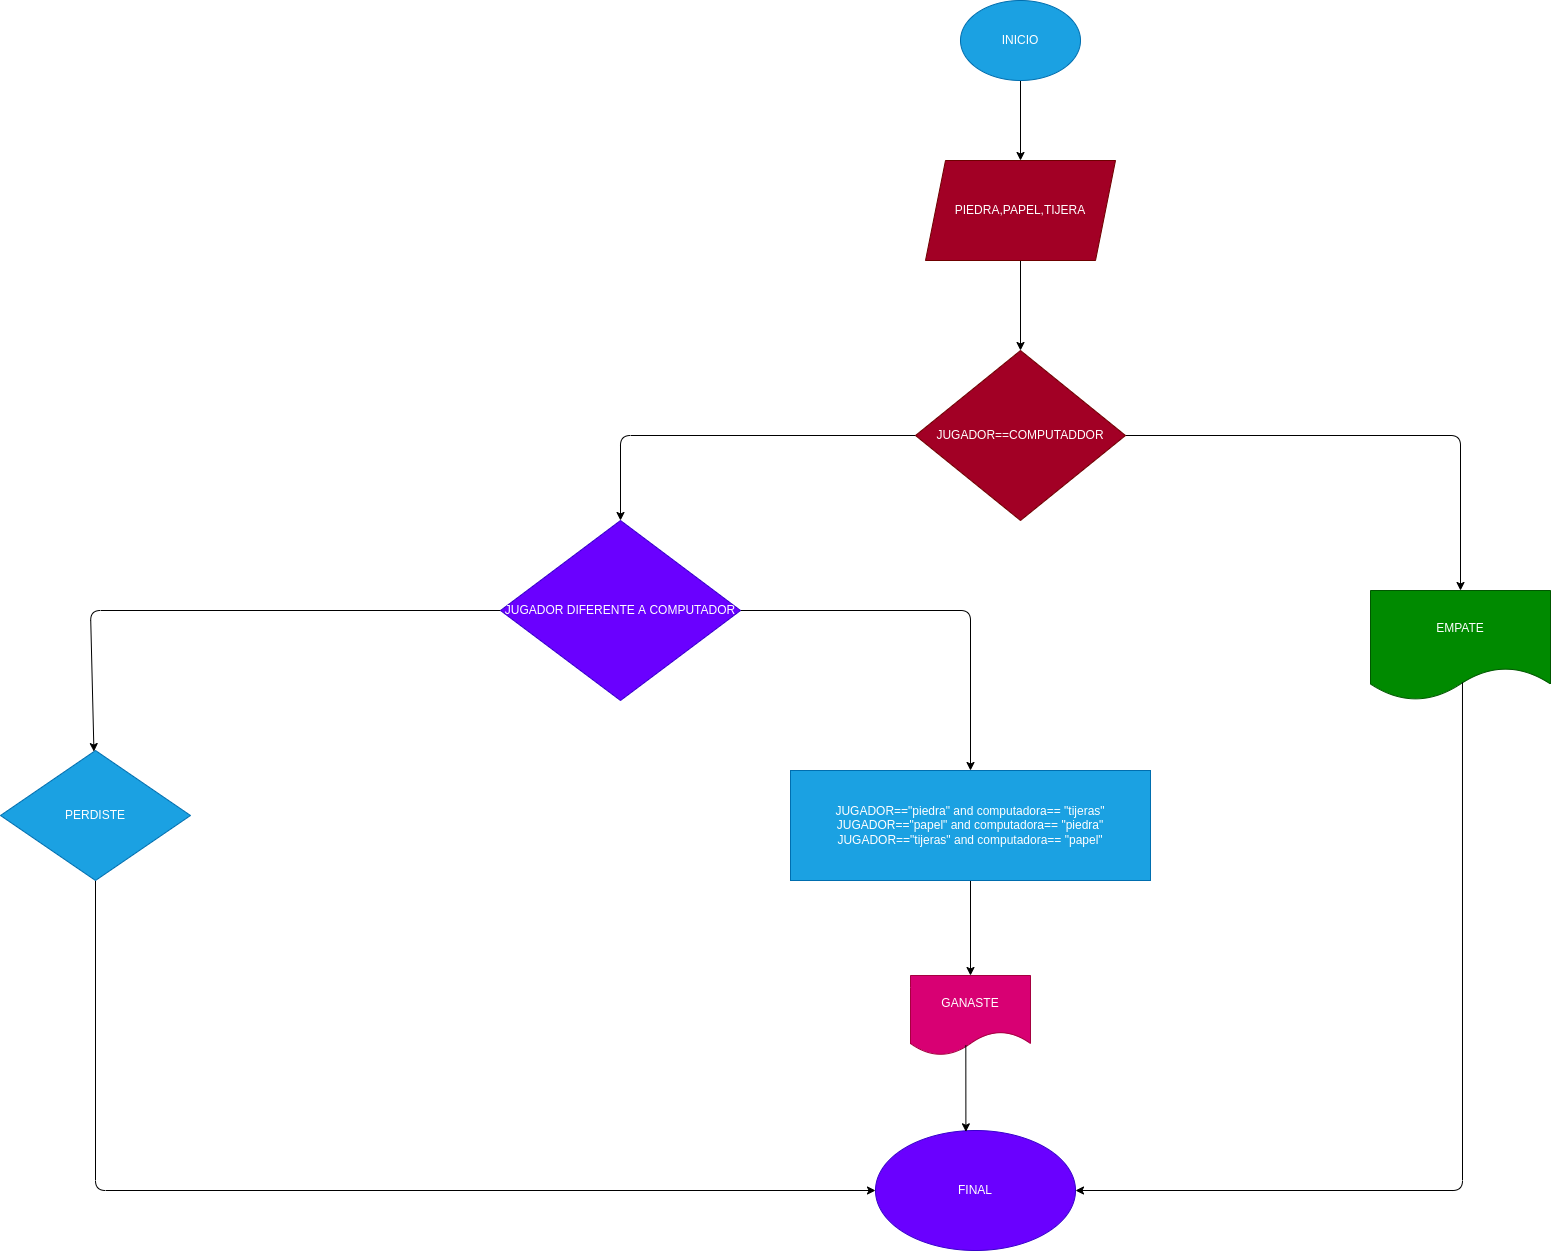 INICIO
PIEDRA,PAPEL,TIJERA
JUGADOR==COMPUTADDOR
JUGADOR DIFERENTE A COMPUTADOR
EMPATE
PERDISTE
JUGADOR=="piedra" and computadora== "tijeras"
JUGADOR=="papel" and computadora== "piedra"
JUGADOR=="tijeras" and computadora== "papel"
GANASTE
FINAL